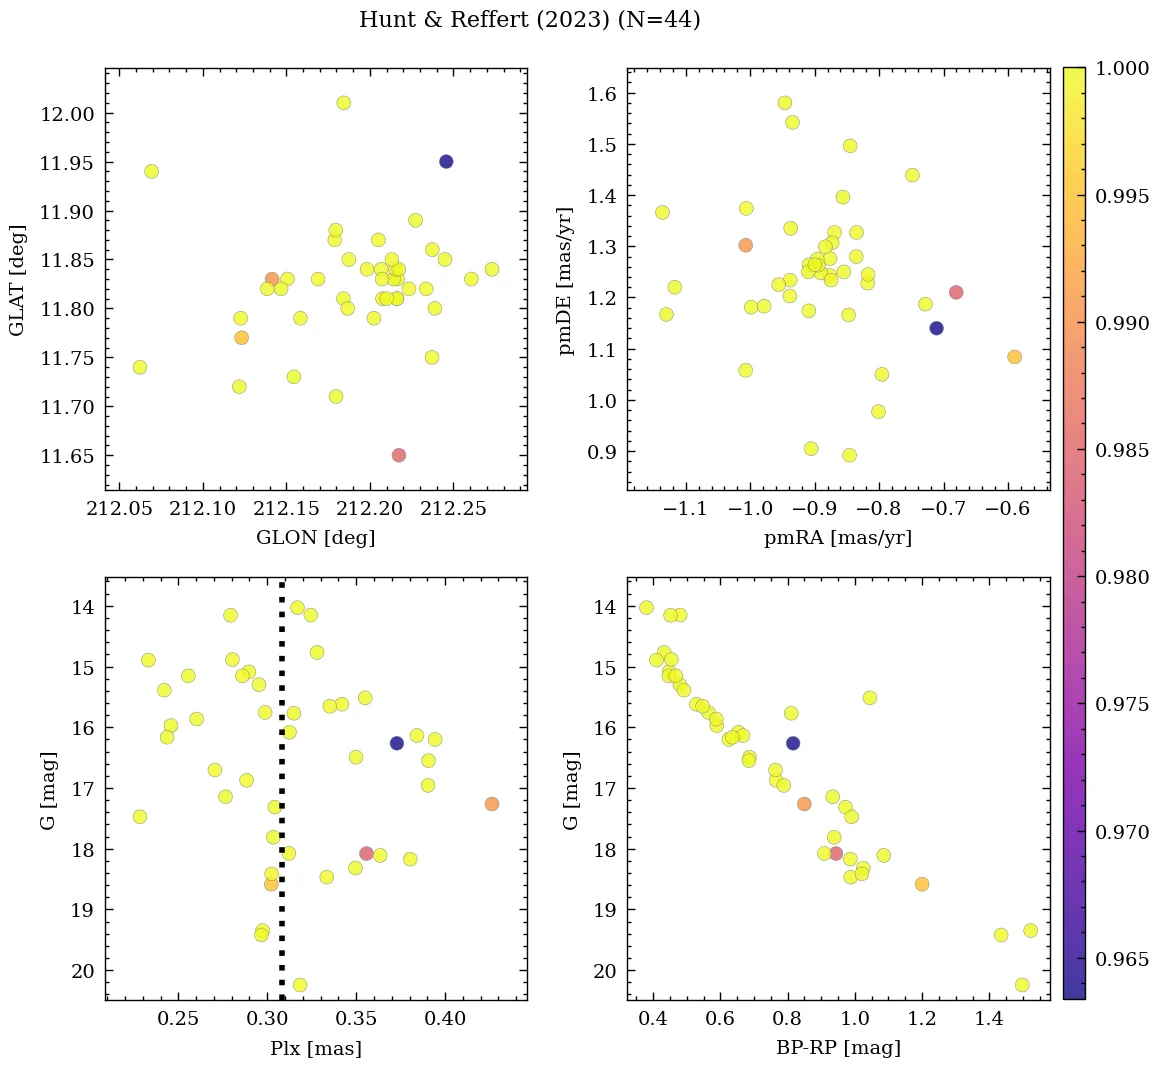 Hunt & Reffert (2023) (N=44)
12.00
11.95
11.90
11.85
11.80
11.75
11.70
11.65
GLAT [deg]
212.05 212.10 212.15 212.20 212.25
GLON [deg]
1.6
1.5
1.4
1.3
1.2
1.1
1.0
0.9
pmDE [mas/yr]
−1.1 −1.0 −0.9 −0.8 −0.7 −0.6
pmRA [mas/yr]
14
15
16
17
18
19
20
G [mag]
0.25 0.30 0.35 0.40
Plx [mas]
14
15
16
17
18
19
20
G [mag]
0.4 0.6 0.8 1.0 1.2 1.4
BP-RP [mag]
1.000
0.995
0.990
0.985
0.980
0.975
0.970
0.965